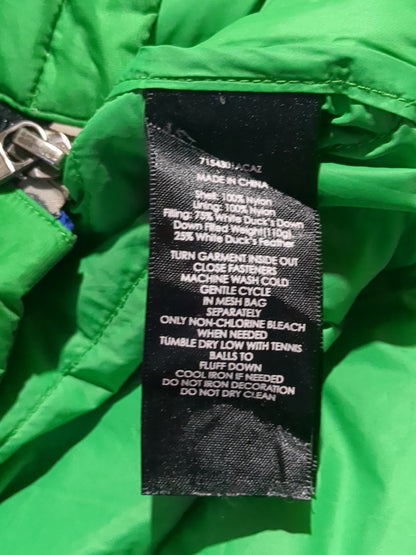 MADE IN CHINA
Shell: 100% Nylon
Lining: 100% Nylon
Filling: 75% White Duck's Down
Down Filled Weight(110g)
25% White Duck's Feather
TURN GARMENT INSIDE OUT
CLOSE FASTENERS
MACHINE WASH COLD
GENTLE CYCLE
IN MESH BAG
SEPARATELY
ONLY NON-CHLORINE BLEACH
WHEN NEEDED
TUMBLE DRY LOW WITH TENNIS
BALLS TO
FLUFF DOWN
COOL IRON IF NEEDED
DO NOT IRON DECORATION
DO NOT DRY CLEAN